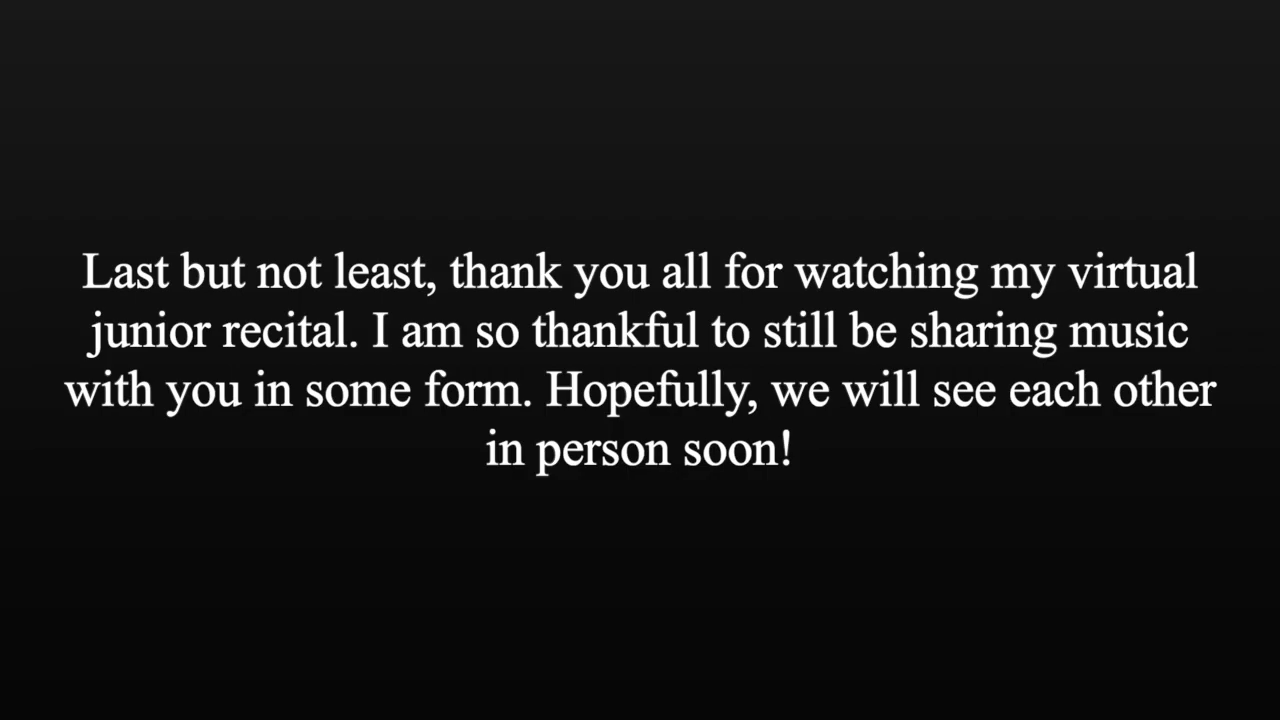 Last but not least, thank you all for watching my virtual
junior recital. I am so thankful to still be sharing music
with you in some form. Hopefully, we will see each other
in person soon!